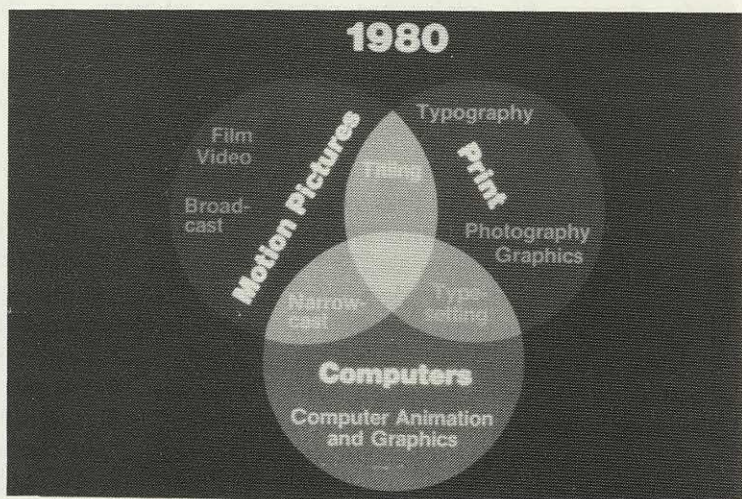 1980
Film
Video
Broad-
cast
Motion Pictures
Titling
Typography
Print
Photography
Graphics
Narrow-
cast
Type-
setting
Computers
Computer Animation
and Graphics